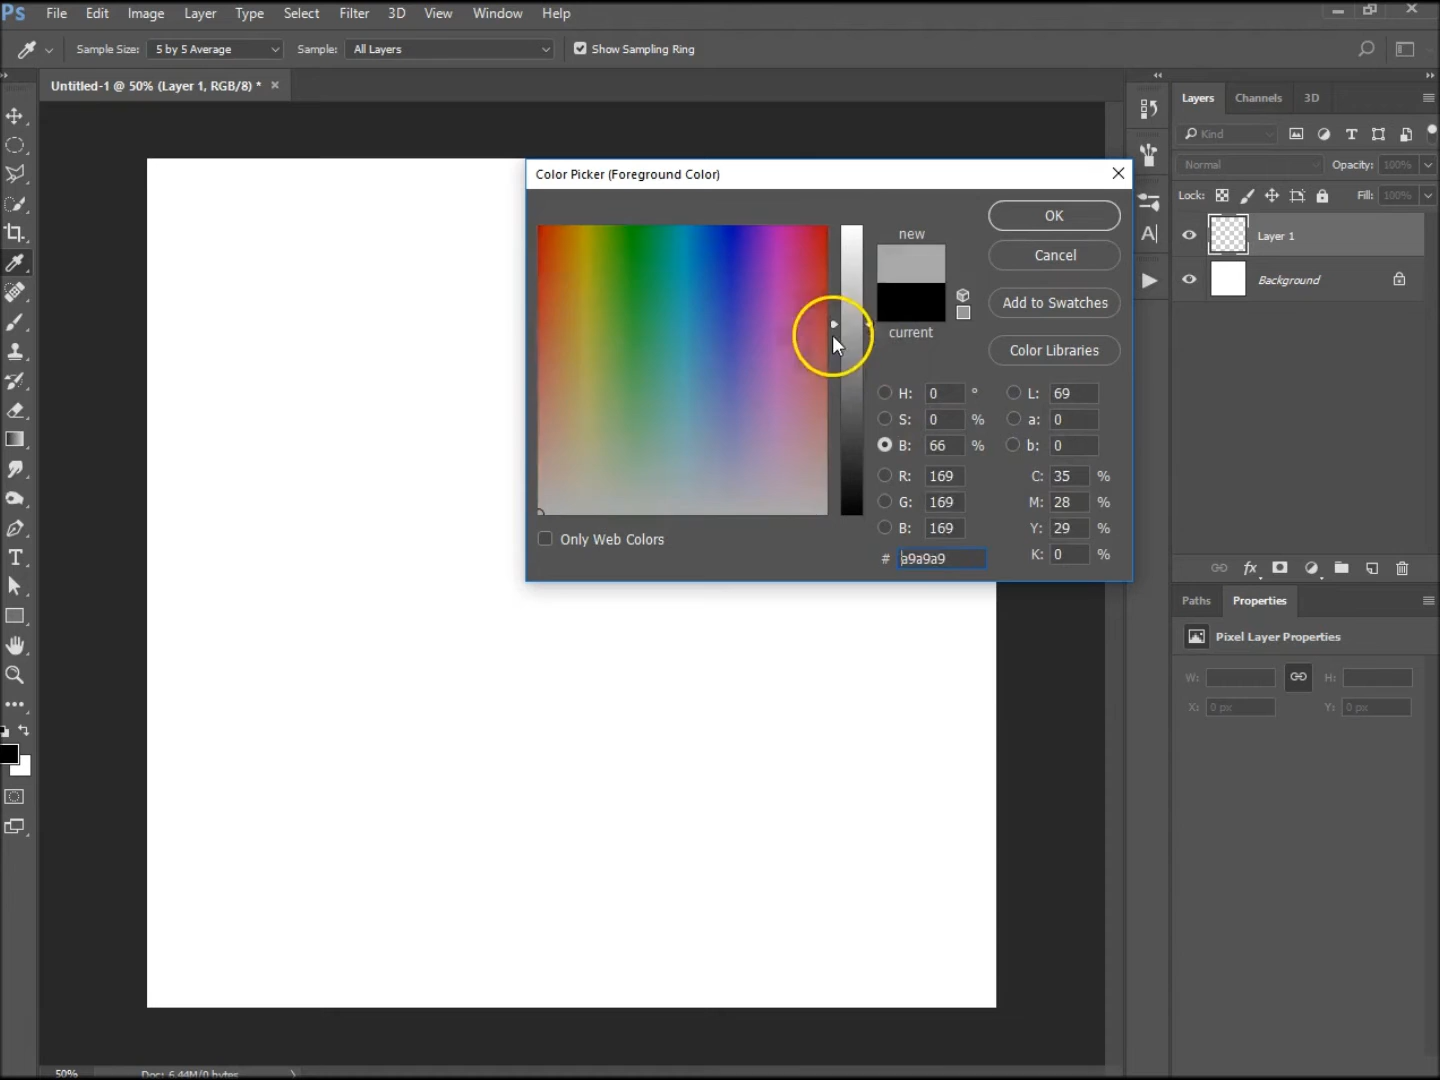 Ps File Edit Image Layer Type Select Filter 3D View Window Help
Sample Size: 5 by 5 Average Sample: All Layers Show Sampling Ring
Untitled-1 @ 50% (Layer 1, RGB/8) * ×
Layers Channels 3D
Kind
Normal Opacity: 100%
Lock: Fill: 100%
Layer 1
Background
Color Picker (Foreground Color)
new
current
OK
Cancel
Add to Swatches
Color Libraries
H: 0 ° L: 69
S: 0 % a: 0
B: 66 % b: 0
R: 169 C: 35 %
G: 169 M: 28 %
B: 169 Y: 29 %
# a9a9a9 K: 0 %
Only Web Colors
fx
Paths Properties
Pixel Layer Properties
W: H:
X: 0 px Y: 0 px
50% Doc: 6.44M/0 bytes